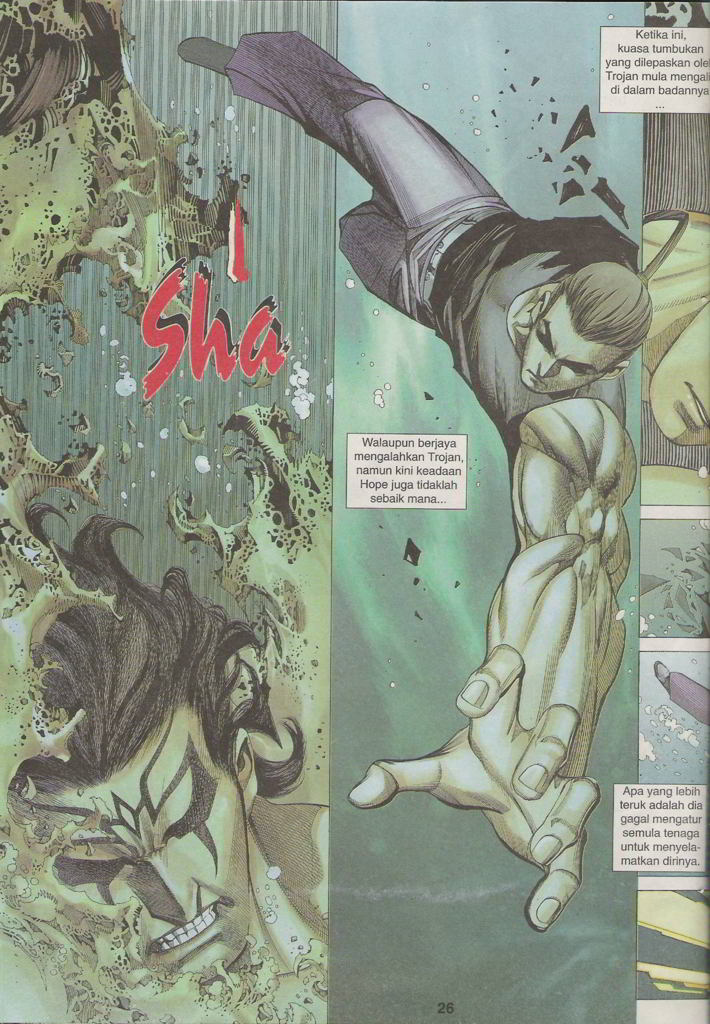 I
Sha
Ketika ini,
kuasa tumbukan
yang dilepaskan
Trojan mula
di dalam badannya
...
Walaupun berjaya
mengalahkan Trojan,
namun kini keadaan
Hope juga tidaklah
sebaik mana...
Apa yang lebih
teruk adalah dia
gagal mengatur
semula tenaga
untuk menyela-
matkan dirinya.
26